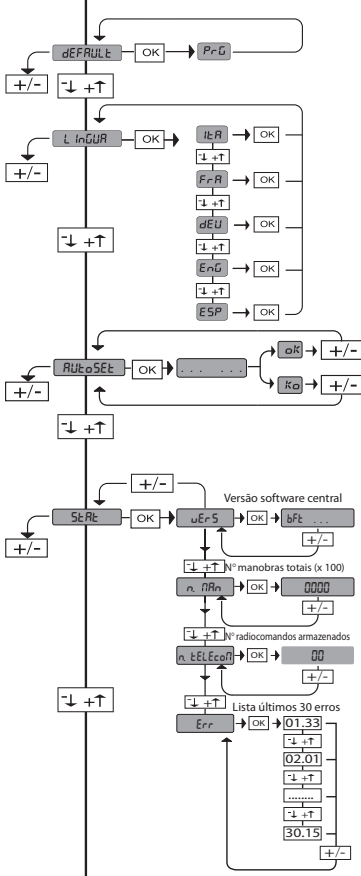 dEFAULt OK PrG
+/- -↓ +↑
LInGUA OK ItA OK
+/- -↓ +↑
FrA OK
-↓ +↑
-↓ +↑ dEU OK
-↓ +↑
EnG OK
-↓ +↑
ESP OK
AUtoSEt OK ... ... oK +/-
+/- Ko +/-
-↓ +↑
+/-
Versão software central
StAt OK vErS OK bFt ...
+/- +/-
-↓ +↑ N° manobras totais (x 100)
n. MAn OK 0000
+/-
-↓ +↑ N° radiocomandos armazenados
n. tELEcoM OK 00
+/-
-↓ +↑ -↓ +↑
Lista últimos 30 erros
Err OK 01.33
-↓ +↑
02.01
-↓ +↑
........
-↓ +↑
30.15
+/-